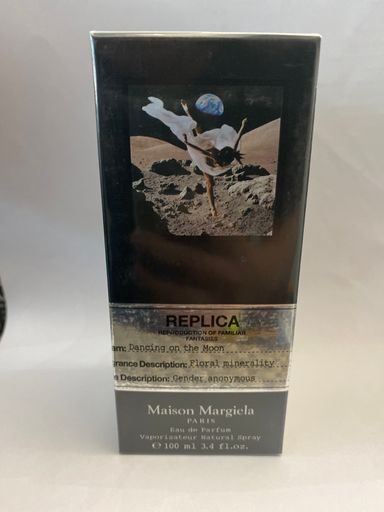 REPLICA
REPRODUCTION OF FAMILIAR
FANTASIES
am: Dancing on the Moon
grance Description: Floral minerality
e Description: Gender anonymous
Maison Margiela
PARIS
Eau de Parfum
Vaporisateur Natural Spray
℮ 100 ml 3.4 fl.oz.